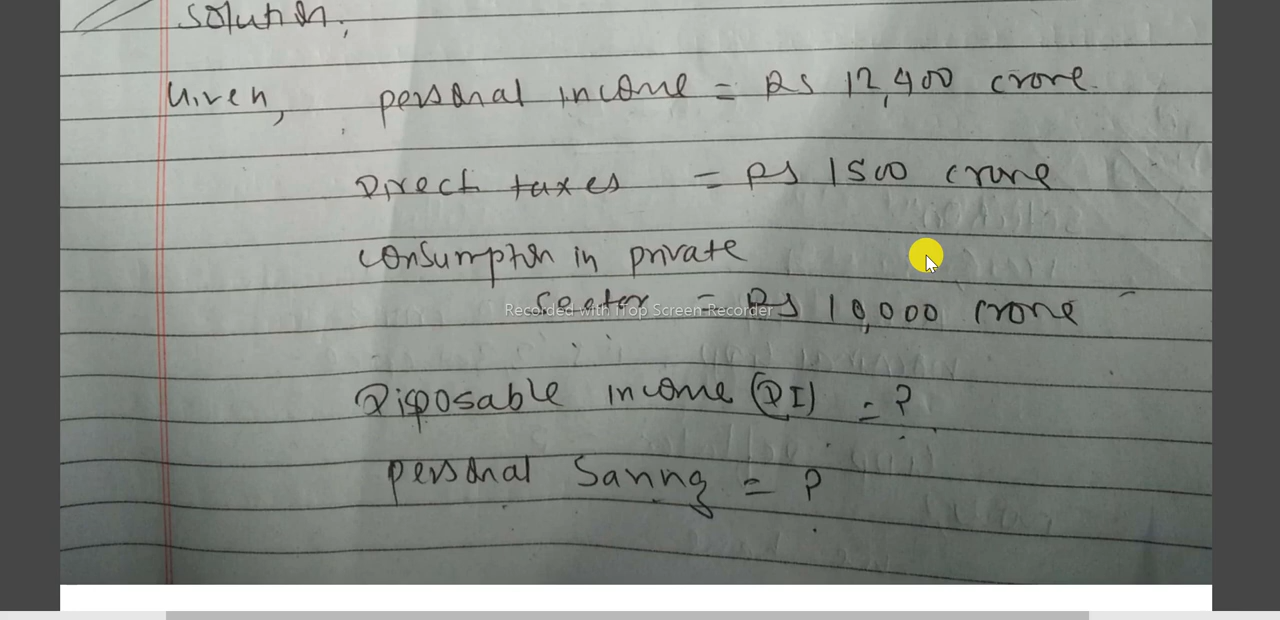 Solution,
Given, personal income = Rs 12,400 crore.
Direct taxes = Rs 1500 crore
consumption in private
sector = Rs 10,000 crore
Recorded with iTop Screen Recorder
Disposable income (DI) = ?
personal Saving = ?